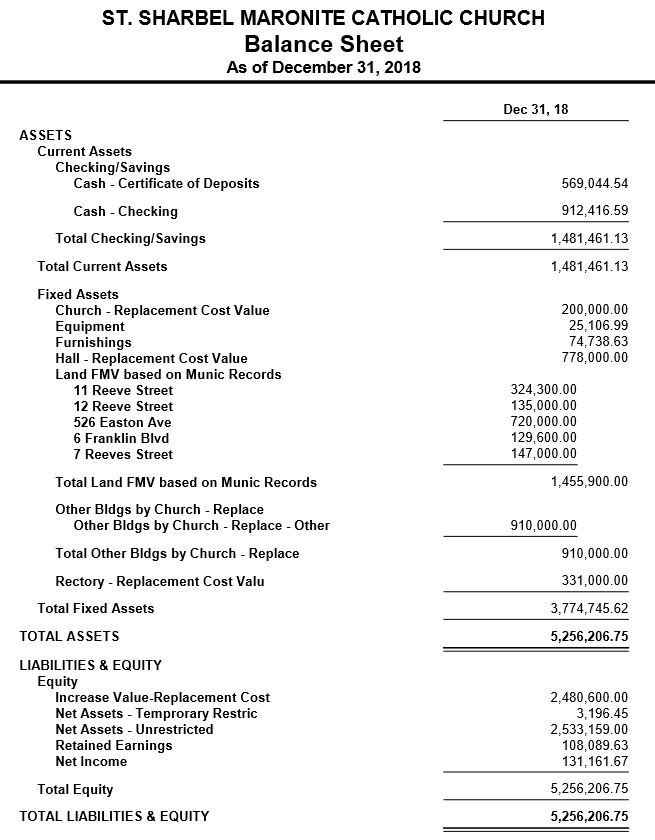 ST. SHARBEL MARONITE CATHOLIC CHURCH
Balance Sheet
As of December 31, 2018
Dec 31, 18
ASSETS
Current Assets
Checking/Savings
Cash - Certificate of Deposits 569,044.54
Cash - Checking 912,416.59
Total Checking/Savings 1,481,461.13
Total Current Assets 1,481,461.13
Fixed Assets
Church - Replacement Cost Value 200,000.00
Equipment 25,106.99
Furnishings 74,738.63
Hall - Replacement Cost Value 778,000.00
Land FMV based on Munic Records
11 Reeve Street 324,300.00
12 Reeve Street 135,000.00
526 Easton Ave 720,000.00
6 Franklin Blvd 129,600.00
7 Reeves Street 147,000.00
Total Land FMV based on Munic Records 1,455,900.00
Other Bldgs by Church - Replace
Other Bldgs by Church - Replace - Other 910,000.00
Total Other Bldgs by Church - Replace 910,000.00
Rectory - Replacement Cost Valu 331,000.00
Total Fixed Assets 3,774,745.62
TOTAL ASSETS 5,256,206.75
LIABILITIES & EQUITY
Equity
Increase Value-Replacement Cost 2,480,600.00
Net Assets - Temprorary Restric 3,196.45
Net Assets - Unrestricted 2,533,159.00
Retained Earnings 108,089.63
Net Income 131,161.67
Total Equity 5,256,206.75
TOTAL LIABILITIES & EQUITY 5,256,206.75